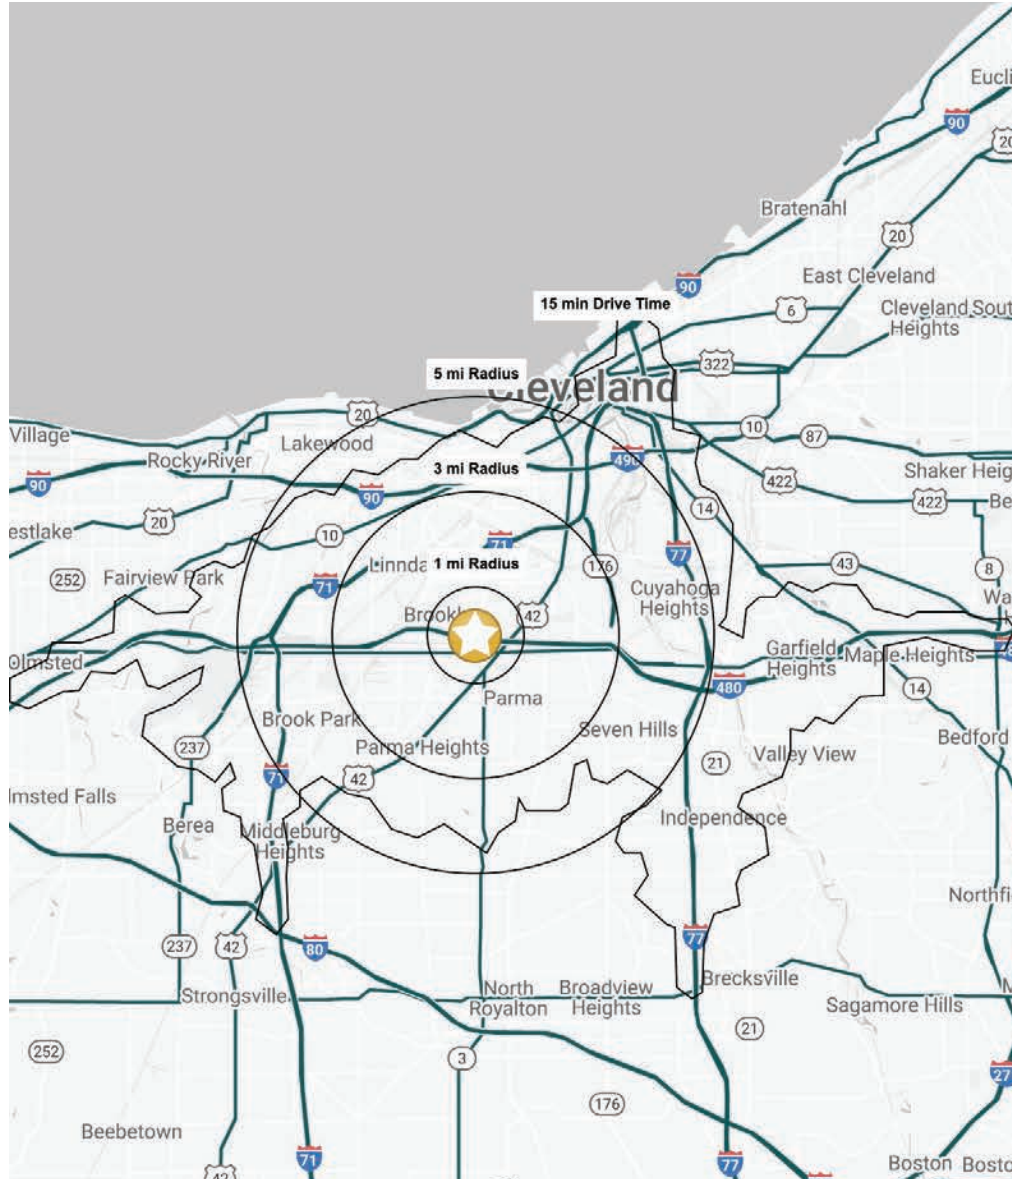 Eucli
90
20
Bratenahl
20
East Cleveland
90
15 min Drive Time
6
Cleveland
Heights
Sout
322
5 mi Radius
Cleveland
20
Village
Lakewood
10
87
Rocky River
490
3 mi Radius
Shaker Heig
90
90
422
422
Be
20
14
estlake
10
71
77
43
252
Fairview Park
71
Linnda
1 mi Radius
176
8
Cuyahoga
Heights
Wa
Brookl
42
Olmsted
Garfield
Heights
Maple Heights
480
14
Parma
Brook Park
Seven Hills
237
Parma Heights
Bedford
21
Valley View
71
42
lmsted Falls
Berea
Middleburg
Heights
Independence
Northfi
237
42
80
77
Brecksville
Strongsville
North
Royalton
Broadview
Heights
Sagamore Hills
M
21
252
3
27
176
Beebetown
71
77
Boston
Bosto
42